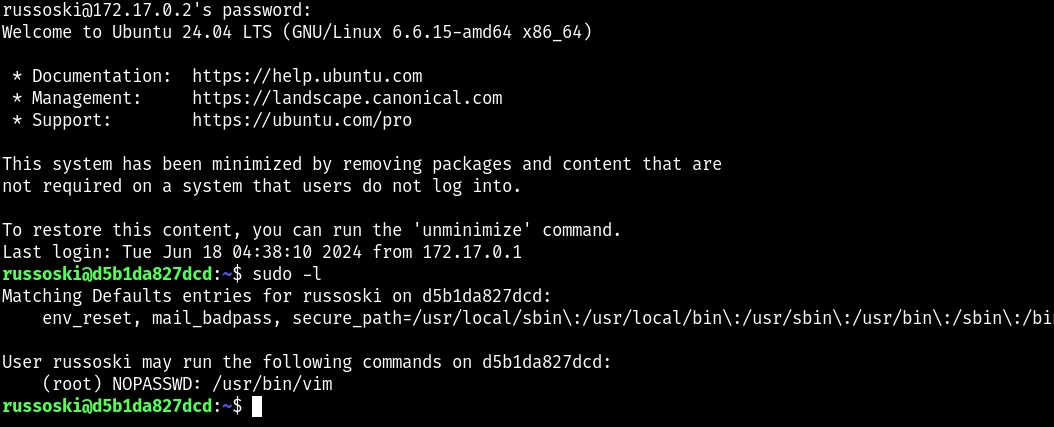 russoski@172.17.0.2's password:
Welcome to Ubuntu 24.04 LTS (GNU/Linux 6.6.15-amd64 x86_64)
* Documentation:  https://help.ubuntu.com
* Management:     https://landscape.canonical.com
* Support:        https://ubuntu.com/pro
This system has been minimized by removing packages and content that are
not required on a system that users do not log into.
To restore this content, you can run the 'unminimize' command.
Last login: Tue Jun 18 04:38:10 2024 from 172.17.0.1
russoski@d5b1da827dcd:~$ sudo -l
Matching Defaults entries for russoski on d5b1da827dcd:
env_reset, mail_badpass, secure_path=/usr/local/sbin\:/usr/local/bin\:/usr/sbin\:/usr/bin\:/sbin\:/bi
User russoski may run the following commands on d5b1da827dcd:
(root) NOPASSWD: /usr/bin/vim
russoski@d5b1da827dcd:~$